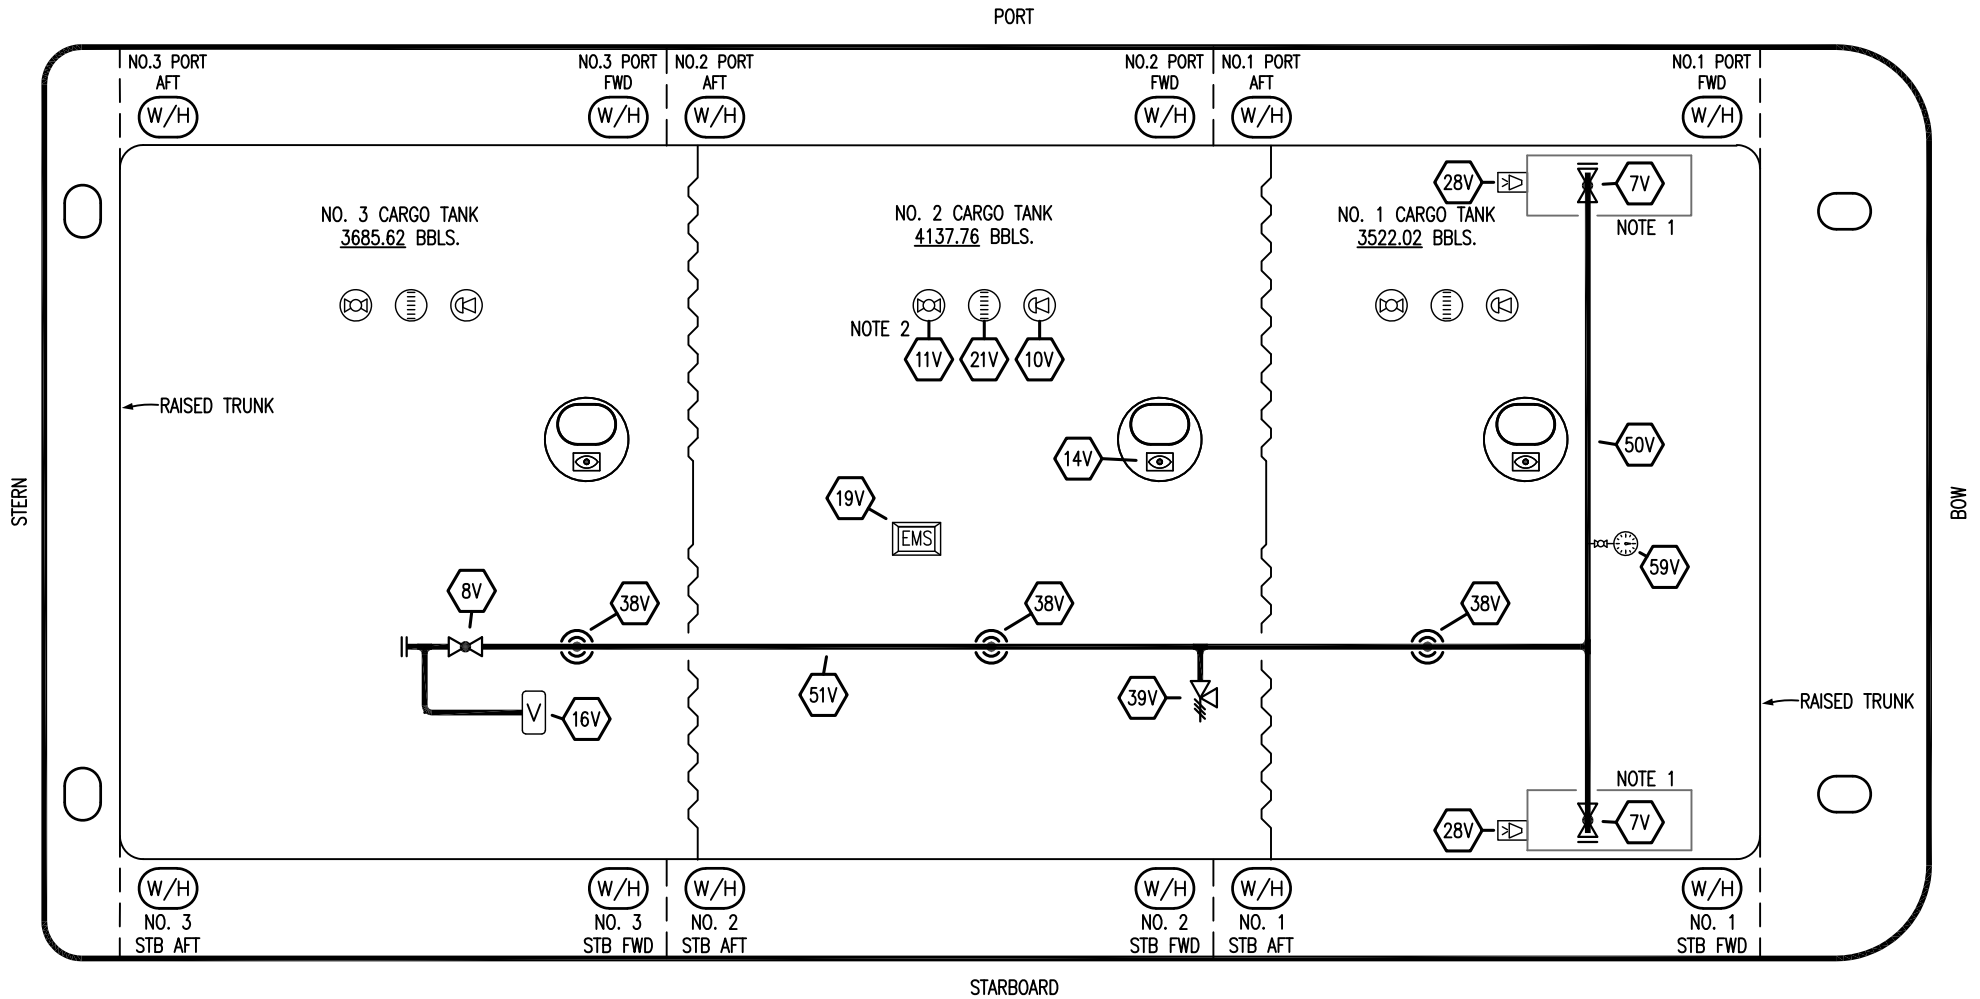 PORT
NO.3 PORT
AFT
W/H
NO.3 PORT
FWD
W/H
NO.2 PORT
AFT
W/H
NO.2 PORT
FWD
W/H
NO.1 PORT
AFT
W/H
NO.1 PORT
FWD
W/H
NO. 3 CARGO TANK
3685.62 BBLS.
NO. 2 CARGO TANK
4137.76 BBLS.
NO. 1 CARGO TANK
3522.02 BBLS.
28V
7V
NOTE 1
NOTE 2
11V
21V
10V
RAISED TRUNK
14V
50V
STERN
BOW
19V
EMS
59V
8V
38V
38V
38V
51V
39V
16V
V
RAISED TRUNK
NOTE 1
28V
7V
W/H
NO. 3
STB AFT
W/H
NO. 3
STB FWD
W/H
NO. 2
STB AFT
W/H
NO. 2
STB FWD
W/H
NO. 1
STB AFT
W/H
NO. 1
STB FWD
STARBOARD